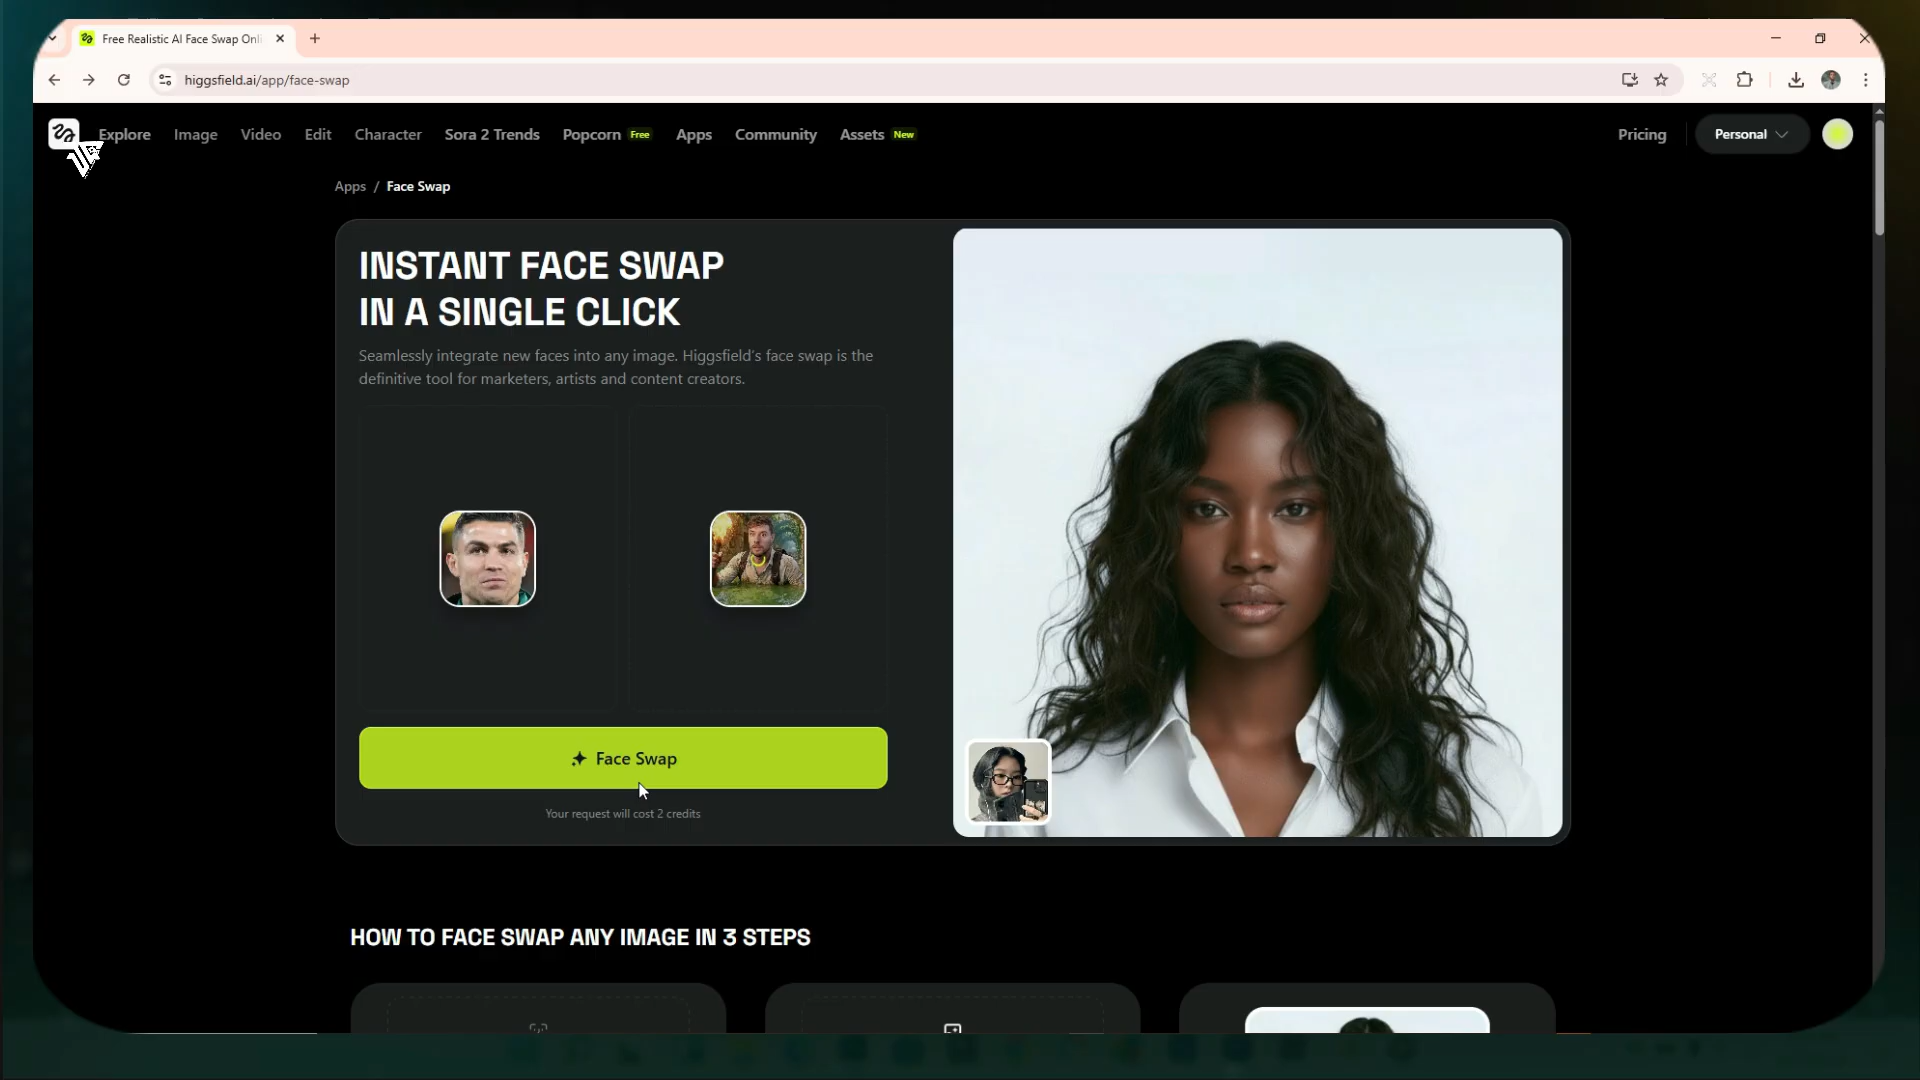 Free Realistic AI Face Swap Onli
higgsfield.ai/app/face-swap
Explore
Image
Video
Edit
Character
Sora 2 Trends
Popcorn Free
Apps
Community
Assets New
Pricing
Personal
Apps / Face Swap
INSTANT FACE SWAP
IN A SINGLE CLICK
Seamlessly integrate new faces into any image. Higgsfield's face swap is the
definitive tool for marketers, artists and content creators.
Face Swap
Your request will cost 2 credits
HOW TO FACE SWAP ANY IMAGE IN 3 STEPS